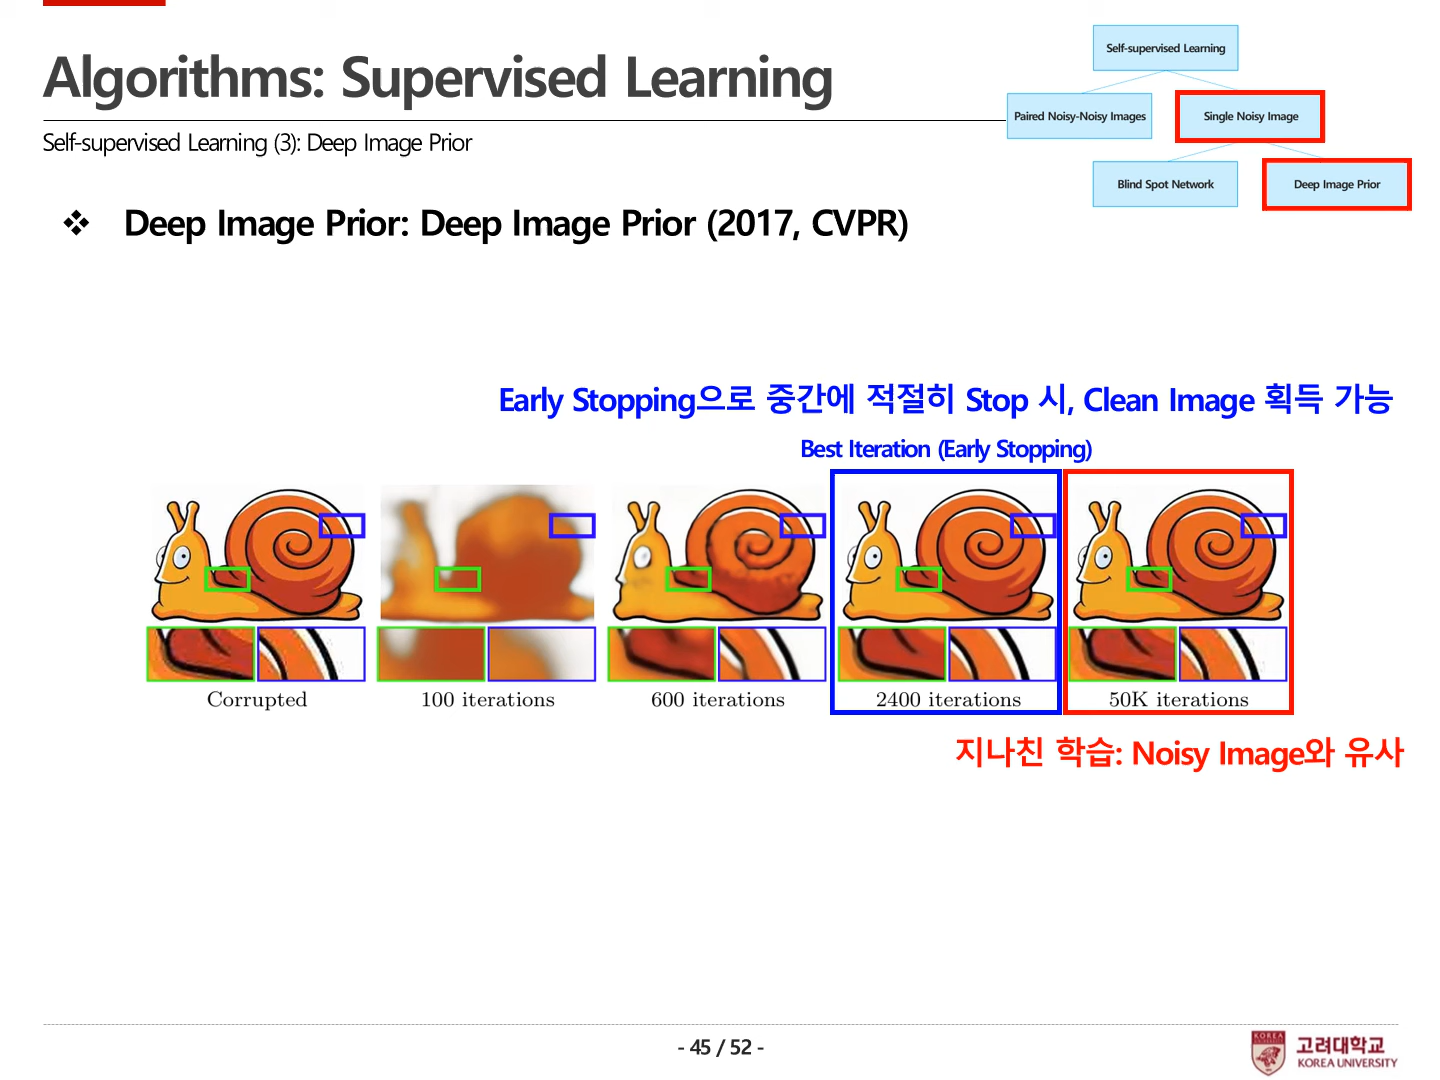 Algorithms: Supervised Learning
Self-supervised Learning (3): Deep Image Prior
Self-supervised Learning
Paired Noisy-Noisy Images
Single Noisy Image
Blind Spot Network
Deep Image Prior
❖ Deep Image Prior: Deep Image Prior (2017, CVPR)
Early Stopping으로 중간에 적절히 Stop 시, Clean Image 획득 가능
Best Iteration (Early Stopping)
Corrupted
100 iterations
600 iterations
2400 iterations
50K iterations
지나친 학습: Noisy Image와 유사
- 45 / 52 -
KOREA
고려대학교
KOREA UNIVERSITY